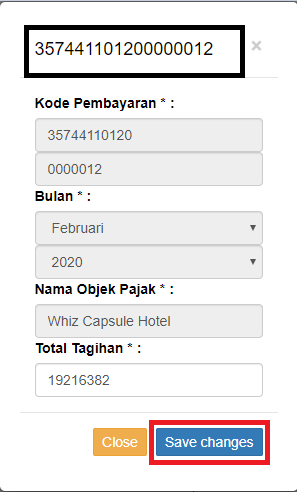 357441101200000012
×
Kode Pembayaran * :
35744110120
0000012
Bulan * :
Februari
2020
Nama Objek Pajak * :
Whiz Capsule Hotel
Total Tagihan * :
19216382
Close Save changes